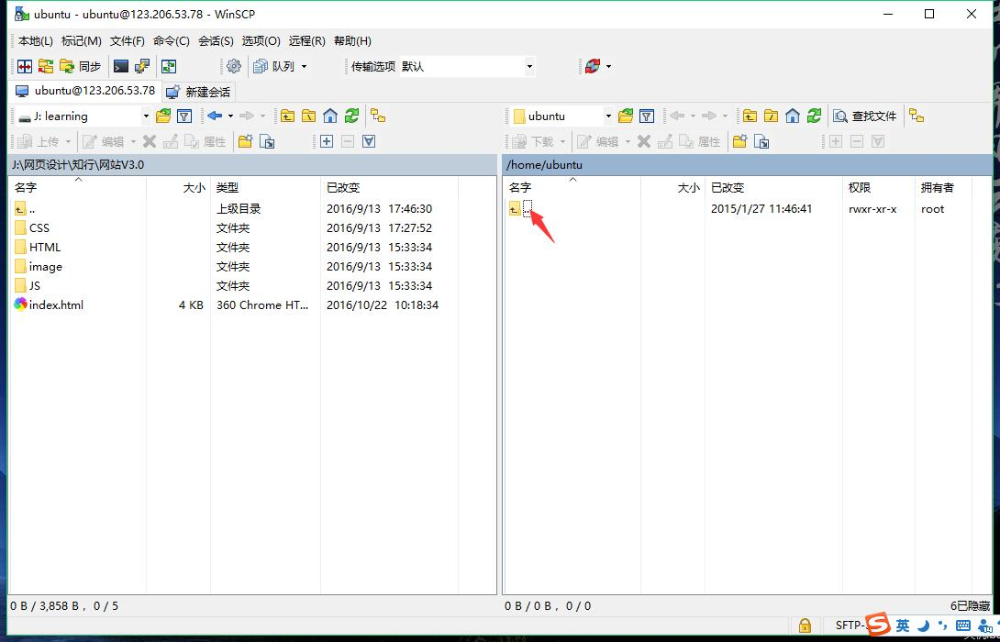 ubuntu - ubuntu@123.206.53.78 - WinSCP
本地(L) 标记(M) 文件(F) 命令(C) 会话(S) 选项(O) 远程(R) 帮助(H)
同步 队列 传输选项 默认
ubuntu@123.206.53.78 新建会话
J: learning ubuntu 查找文件
上传 编辑 属性 下载 编辑 属性
J:\网页设计\知行\网站V3.0 /home/ubuntu
名字 大小 类型 已改变 名字 大小 已改变 权限 拥有者
.. 上级目录 2016/9/13 17:46:30 .. 2015/1/27 11:46:41 rwxr-xr-x root
CSS 文件夹 2016/9/13 17:27:52
HTML 文件夹 2016/9/13 15:33:34
image 文件夹 2016/9/13 15:33:34
JS 文件夹 2016/9/13 15:33:34
index.html 4 KB 360 Chrome HT... 2016/10/22 10:18:34
0 B / 3,858 B， 0 / 5 0 B / 0 B， 0 / 0 6已隐藏
SFTP- S 英